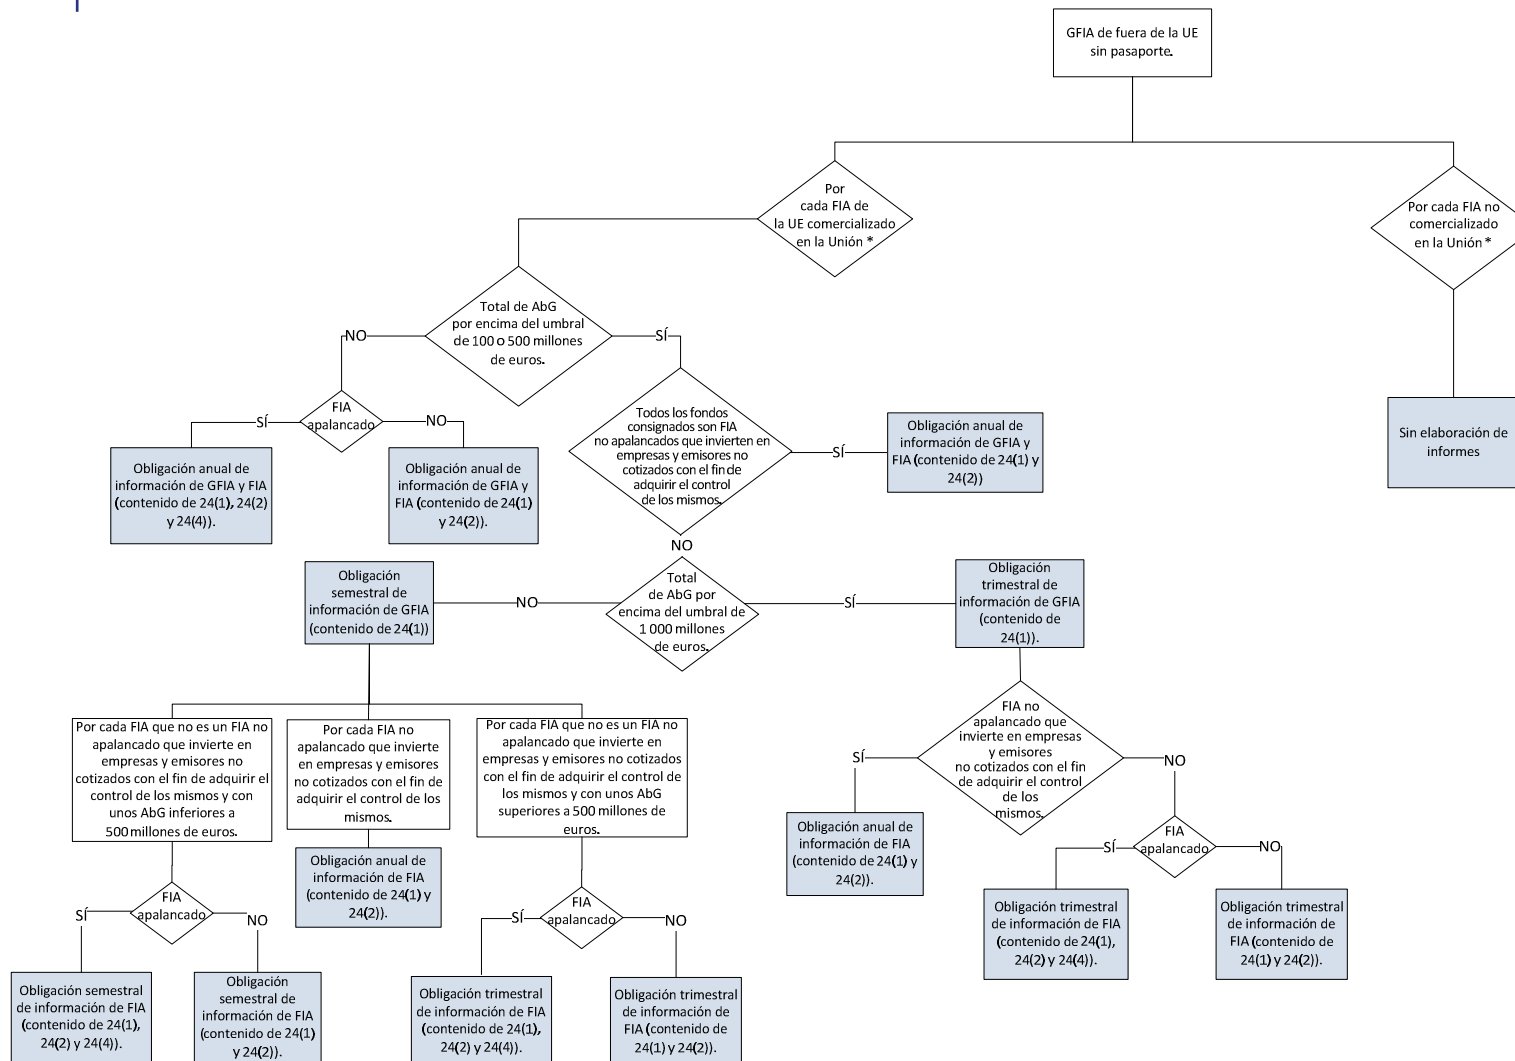 GFIA de fuera de la UE
sin pasaporte.
Por
cada FIA de
la UE comercializado
en la Unión *
Por cada FIA no
comercializado
en la Unión *
Total de AbG
por encima del umbral
de 100 o 500 millones
de euros.
NO
SÍ
FIA
apalancado
SÍ
NO
Todos los fondos
consignados son FIA
no apalancados que invierten en
empresas y emisores no
cotizados con el fin de
adquirir el control
de los mismos.
SÍ
Obligación anual de
información de GFIA y
FIA (contenido de 24(1) y
24(2))
Sin elaboración de
informes
Obligación anual de
información de GFIA y FIA
(contenido de 24(1), 24(2)
y 24(4)).
Obligación anual de
información de GFIA y
FIA (contenido de 24(1)
y 24(2)).
NO
Obligación
semestral de
información de GFIA
(contenido de 24(1))
NO
Total
de AbG por
encima del umbral de
1 000 millones
de euros.
SÍ
Obligación
trimestral de
información de GFIA
(contenido de
24(1)).
Por cada FIA que no es un FIA no
apalancado que invierte en
empresas y emisores no
cotizados con el fin de adquirir el
control de los mismos y con
unos AbG inferiores a
500 millones de euros.
Por cada FIA no
apalancado que invierte
en empresas y emisores
no cotizados con el fin de
adquirir el control de los
mismos.
Por cada FIA que no es un FIA no
apalancado que invierte en
empresas y emisores no cotizados
con el fin de adquirir el control de
los mismos y con unos AbG
superiores a 500 millones de
euros.
FIA no
apalancado que
invierte en empresas
y emisores
no cotizados con el fin
de adquirir el control
de los
mismos.
SÍ
NO
Obligación anual de
información de FIA
(contenido de 24(1) y
24(2)).
Obligación anual de
información de FIA
(contenido de 24(1) y
24(2)).
FIA
apalancado
SÍ
NO
FIA
apalancado
SÍ
NO
FIA
apalancado
SÍ
NO
Obligación trimestral
de información de FIA
(contenido de 24(1),
24(2) y 24(4)).
Obligación trimestral
de información de
FIA (contenido de
24(1) y 24(2)).
Obligación semestral
de información de FIA
(contenido de 24(1),
24(2) y 24(4)).
Obligación
semestral de
información de FIA
(contenido de 24(1)
y 24(2)).
Obligación trimestral
de información de FIA
(contenido de 24(1),
24(2) y 24(4)).
Obligación trimestral
de información de
FIA (contenido de
24(1) y 24(2)).